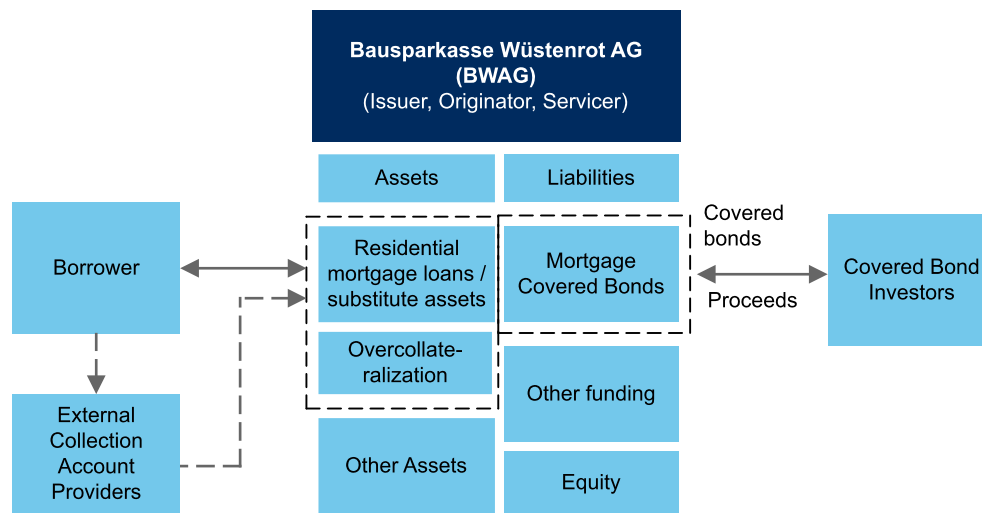 Bausparkasse Wüstenrot AG
(BWAG)
(Issuer, Originator, Servicer)
Assets
Liabilities
Borrower
Residential
mortgage loans /
substitute assets
Mortgage
Covered Bonds
Covered
bonds
Proceeds
Covered Bond
Investors
Overcollate-
ralization
Other funding
External
Collection
Account
Providers
Other Assets
Equity